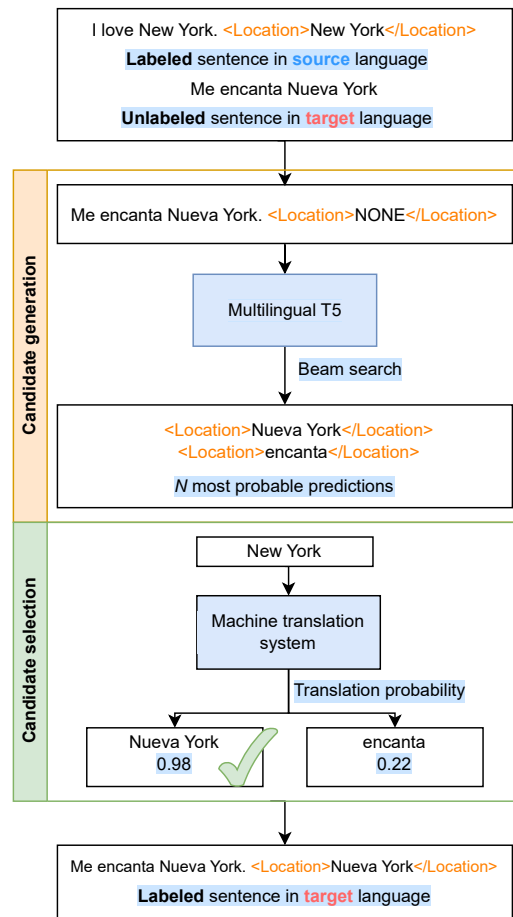 I love New York. <Location>New York</Location>
Labeled sentence in source language
Me encanta Nueva York
Unlabeled sentence in target language
Candidate generation
Me encanta Nueva York. <Location>NONE</Location>
Multilingual T5
Beam search
<Location>Nueva York</Location>
<Location>encanta</Location>
N most probable predictions
Candidate selection
New York
Machine translation
system
Translation probability
Nueva York
0.98
encanta
0.22
Me encanta Nueva York. <Location>Nueva York</Location>
Labeled sentence in target language